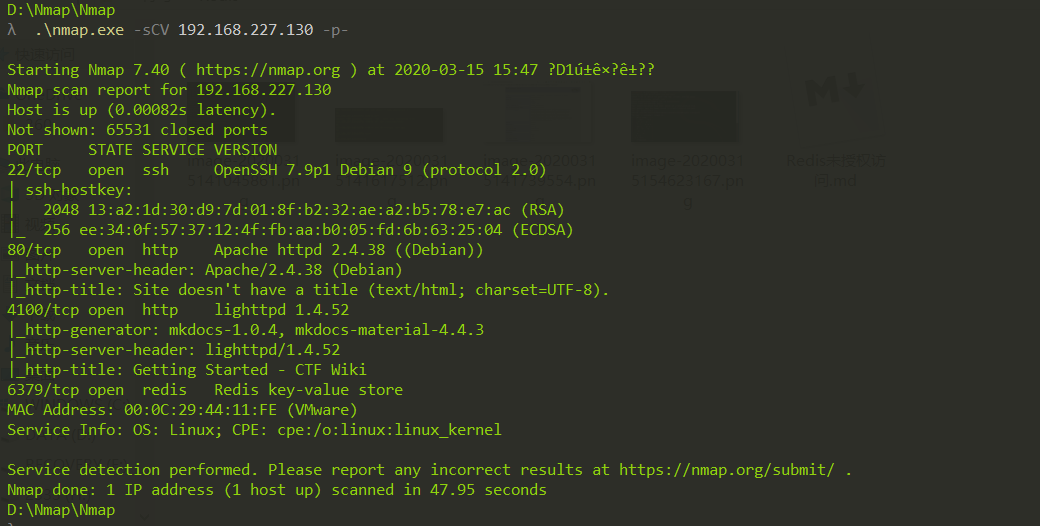 D:\Nmap\Nmap
λ .\nmap.exe -sCV 192.168.227.130 -p-
Starting Nmap 7.40 ( https://nmap.org ) at 2020-03-15 15:47 ?D1ú±ê×?ê±??
Nmap scan report for 192.168.227.130
Host is up (0.00082s latency).
Not shown: 65531 closed ports
PORT     STATE SERVICE VERSION
22/tcp   open  ssh     OpenSSH 7.9p1 Debian 9 (protocol 2.0)
| ssh-hostkey:
|   2048 13:a2:1d:30:d9:7d:01:8f:b2:32:ae:a2:b5:78:e7:ac (RSA)
|_  256 ee:34:0f:57:37:12:4f:fb:aa:b0:05:fd:6b:63:25:04 (ECDSA)
80/tcp   open  http    Apache httpd 2.4.38 ((Debian))
|_http-server-header: Apache/2.4.38 (Debian)
|_http-title: Site doesn't have a title (text/html; charset=UTF-8).
4100/tcp open  http    lighttpd 1.4.52
|_http-generator: mkdocs-1.0.4, mkdocs-material-4.4.3
|_http-server-header: lighttpd/1.4.52
|_http-title: Getting Started - CTF Wiki
6379/tcp open  redis   Redis key-value store
MAC Address: 00:0C:29:44:11:FE (VMware)
Service Info: OS: Linux; CPE: cpe:/o:linux:linux_kernel
Service detection performed. Please report any incorrect results at https://nmap.org/submit/ .
Nmap done: 1 IP address (1 host up) scanned in 47.95 seconds
D:\Nmap\Nmap